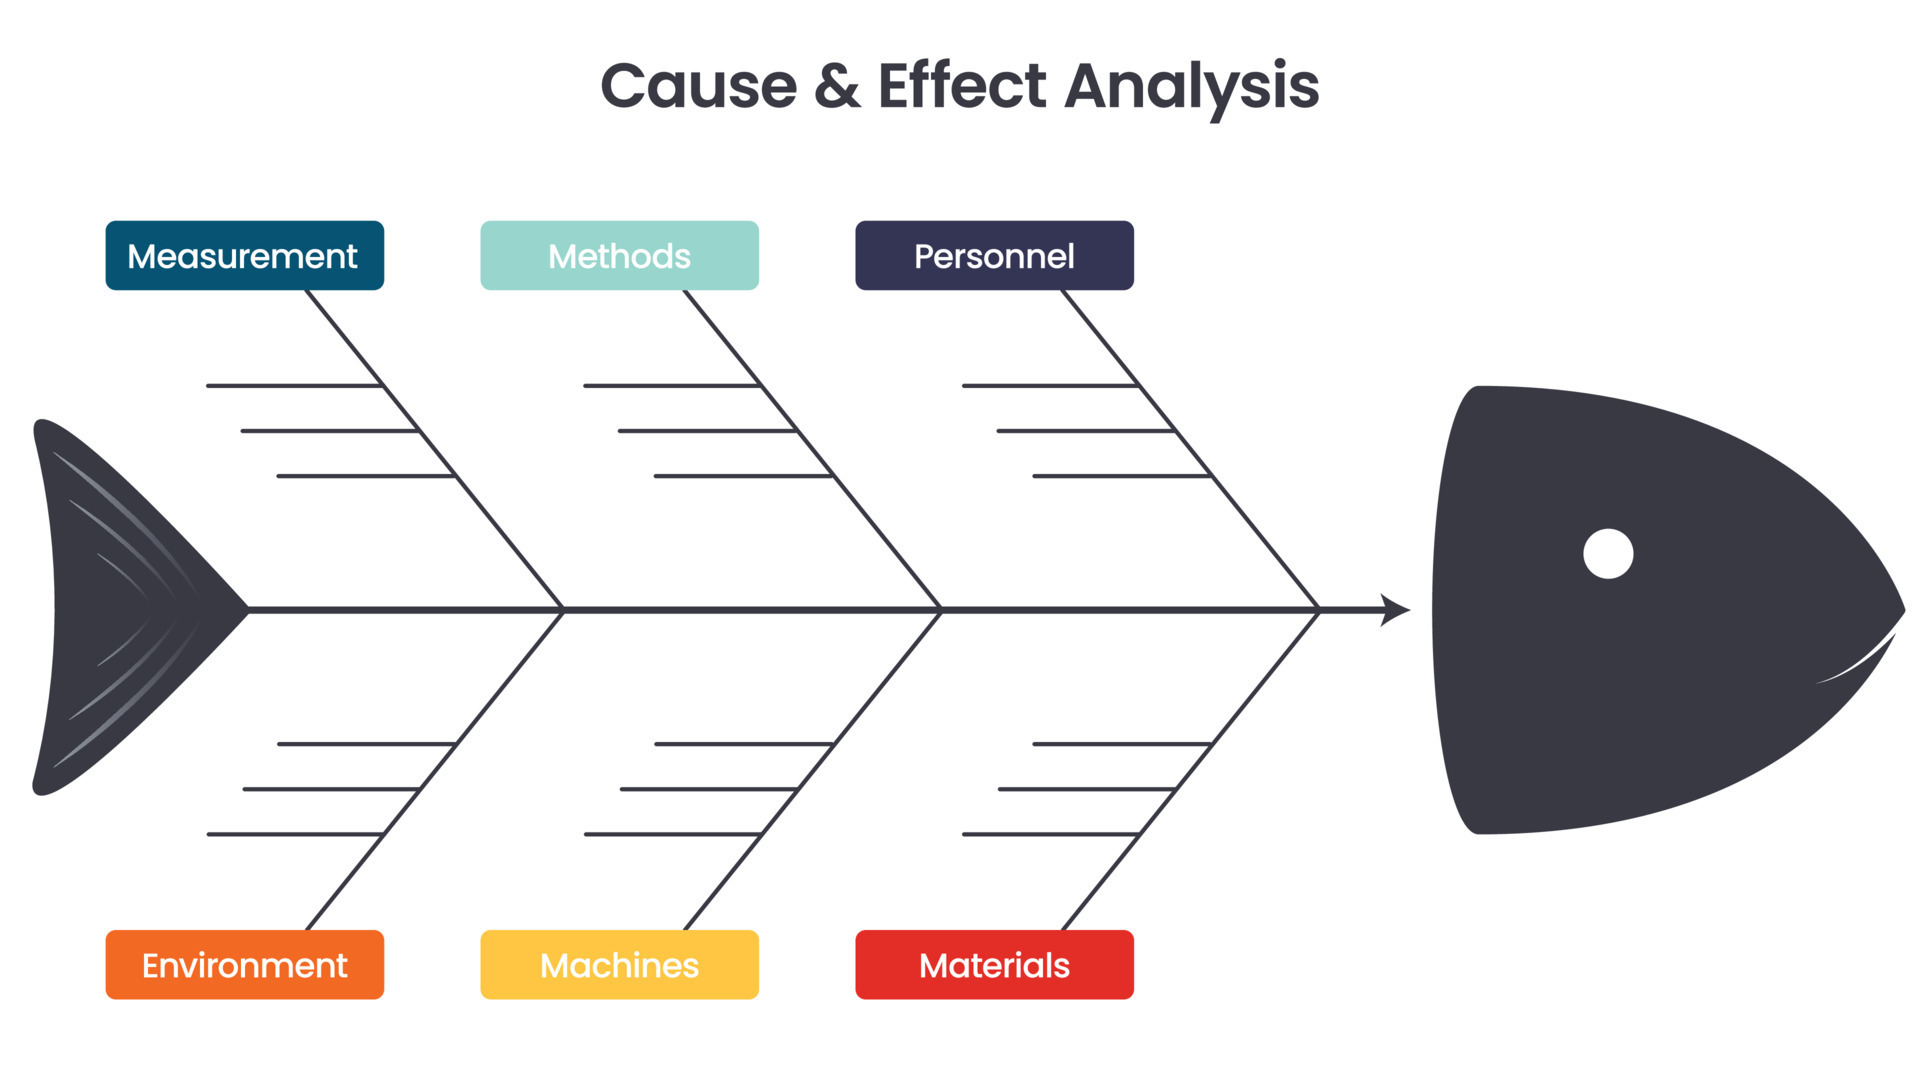 Cause & Effect Analysis
Measurement
Methods
Personnel
Environment
Machines
Materials